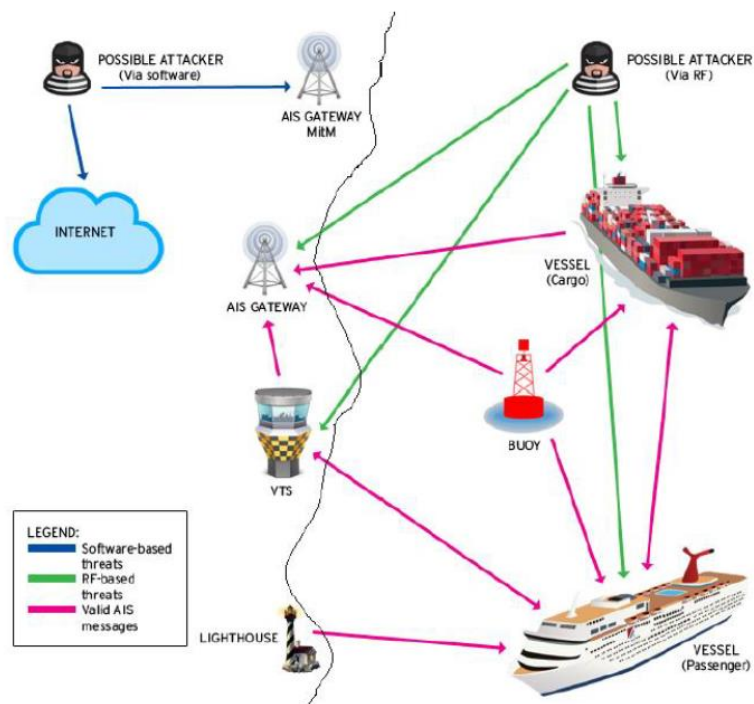 POSSIBLE ATTACKER
(Via software)
AIS GATEWAY
MitM
POSSIBLE ATTACKER
(Via RF)
INTERNET
AIS GATEWAY
VESSEL
(Cargo)
BUOY
VTS
LEGEND:
Software-based
threats
RF-based
threats
Valid AIS
messages
LIGHTHOUSE
VESSEL
(Passenger)